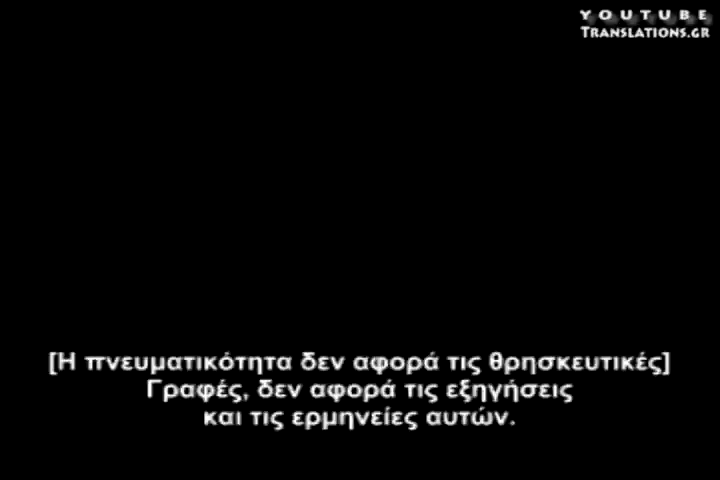 YOUTUBE
TRANSLATIONS.GR
[Η πνευματικότητα δεν αφορά τις θρησκευτικές]
Γραφές, δεν αφορά τις εξηγήσεις
και τις ερμηνείες αυτών.